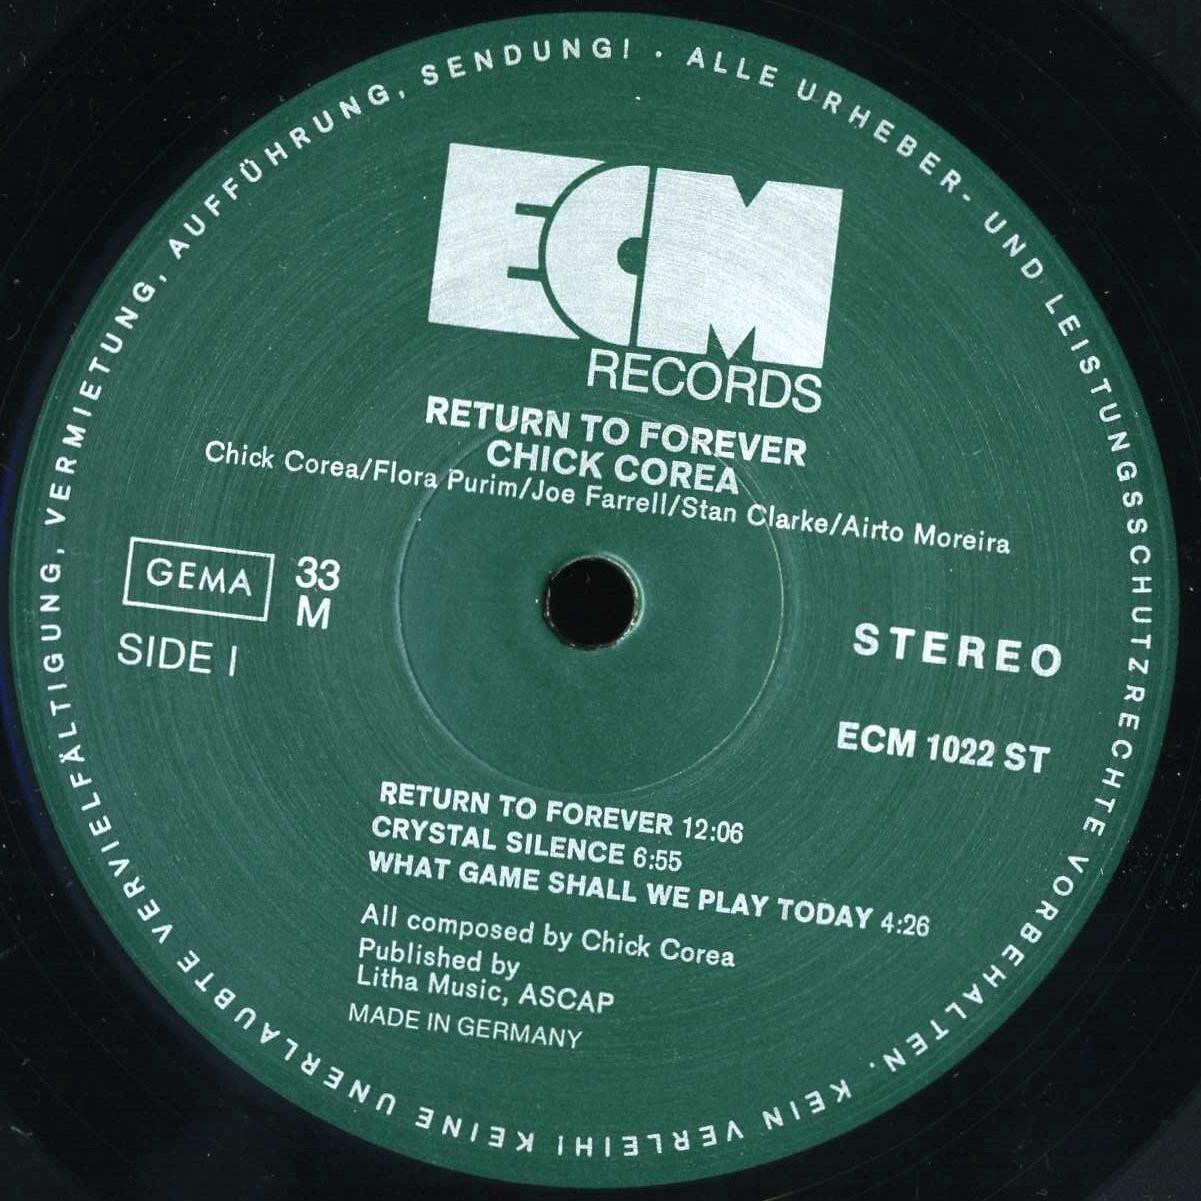 ALLE URHEBER- UND LEISTUNGSSCHUTZRECHTE VORBEHALTEN. KEIN VERLEIH! KEINE UNERLAUBTE VERVIELFÄLTIGUNG, VERMIETUNG, AUFFÜHRUNG, SENDUNG! ·
ECM
RECORDS
RETURN TO FOREVER
CHICK COREA
Chick Corea/Flora Purim/Joe Farrell/Stan Clarke/Airto Moreira
GEMA
33
M
SIDE I
STEREO
ECM 1022 ST
RETURN TO FOREVER 12:06
CRYSTAL SILENCE 6:55
WHAT GAME SHALL WE PLAY TODAY 4:26
All composed by Chick Corea
Published by
Litha Music, ASCAP
MADE IN GERMANY